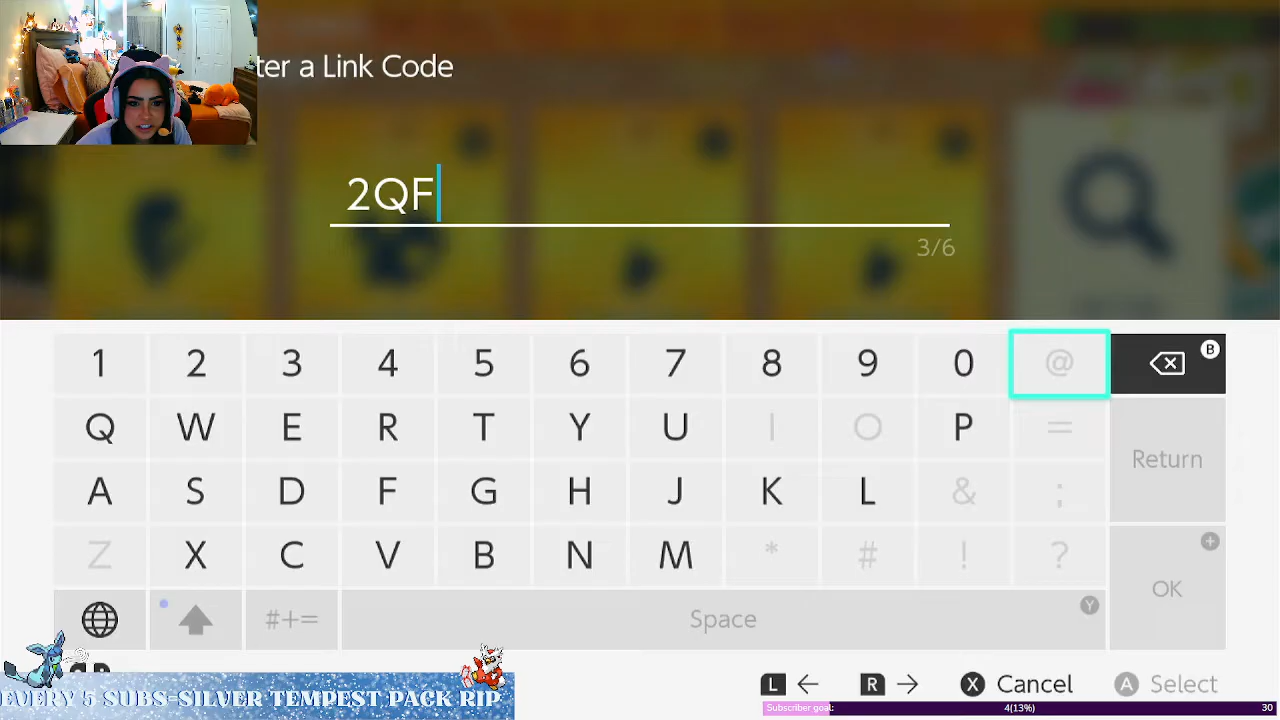 ter a Link Code
2QF
3/6
1 2 3 4 5 6 7 8 9 0 @ B
Q W E R T Y U I O P =
Return
A S D F G H J K L & ;
Z X C V B N M * # ! ? +
OK
#+= Space Y
L ← R → X Cancel A Select
EVERY 5 SUBS-SILVER TEMPEST PACK RIP
Subscriber goal: 4(13%) 30